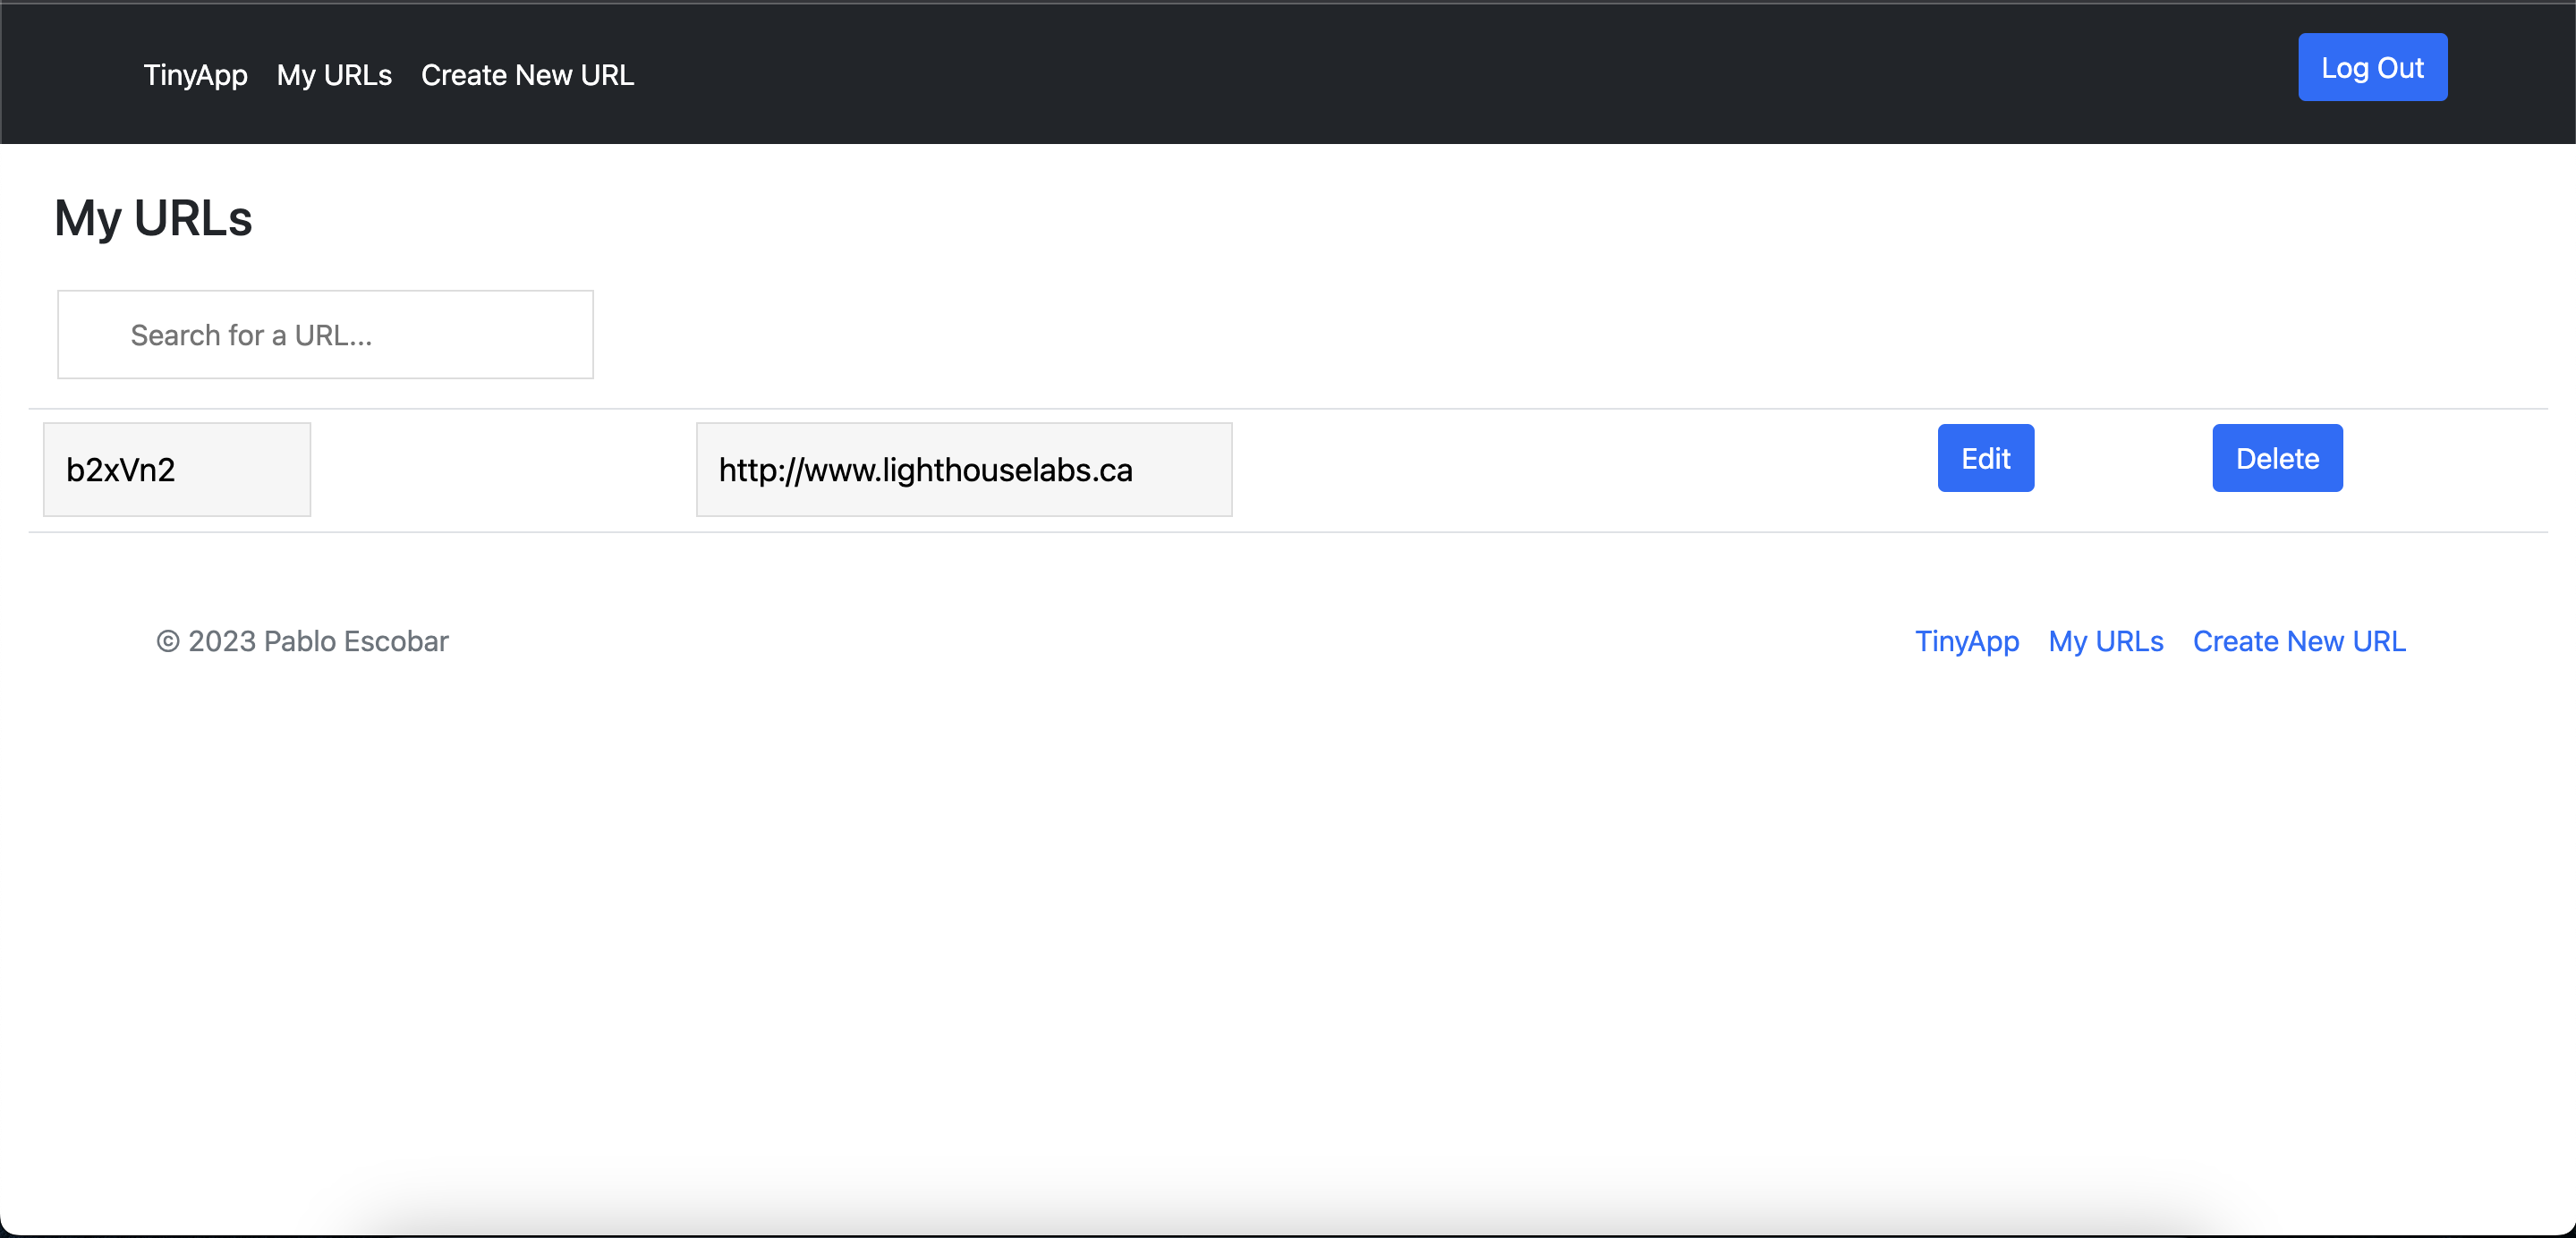 TinyApp My URLs Create New URL Log Out
My URLs
Search for a URL...
b2xVn2 http://www.lighthouselabs.ca Edit Delete
© 2023 Pablo Escobar TinyApp My URLs Create New URL